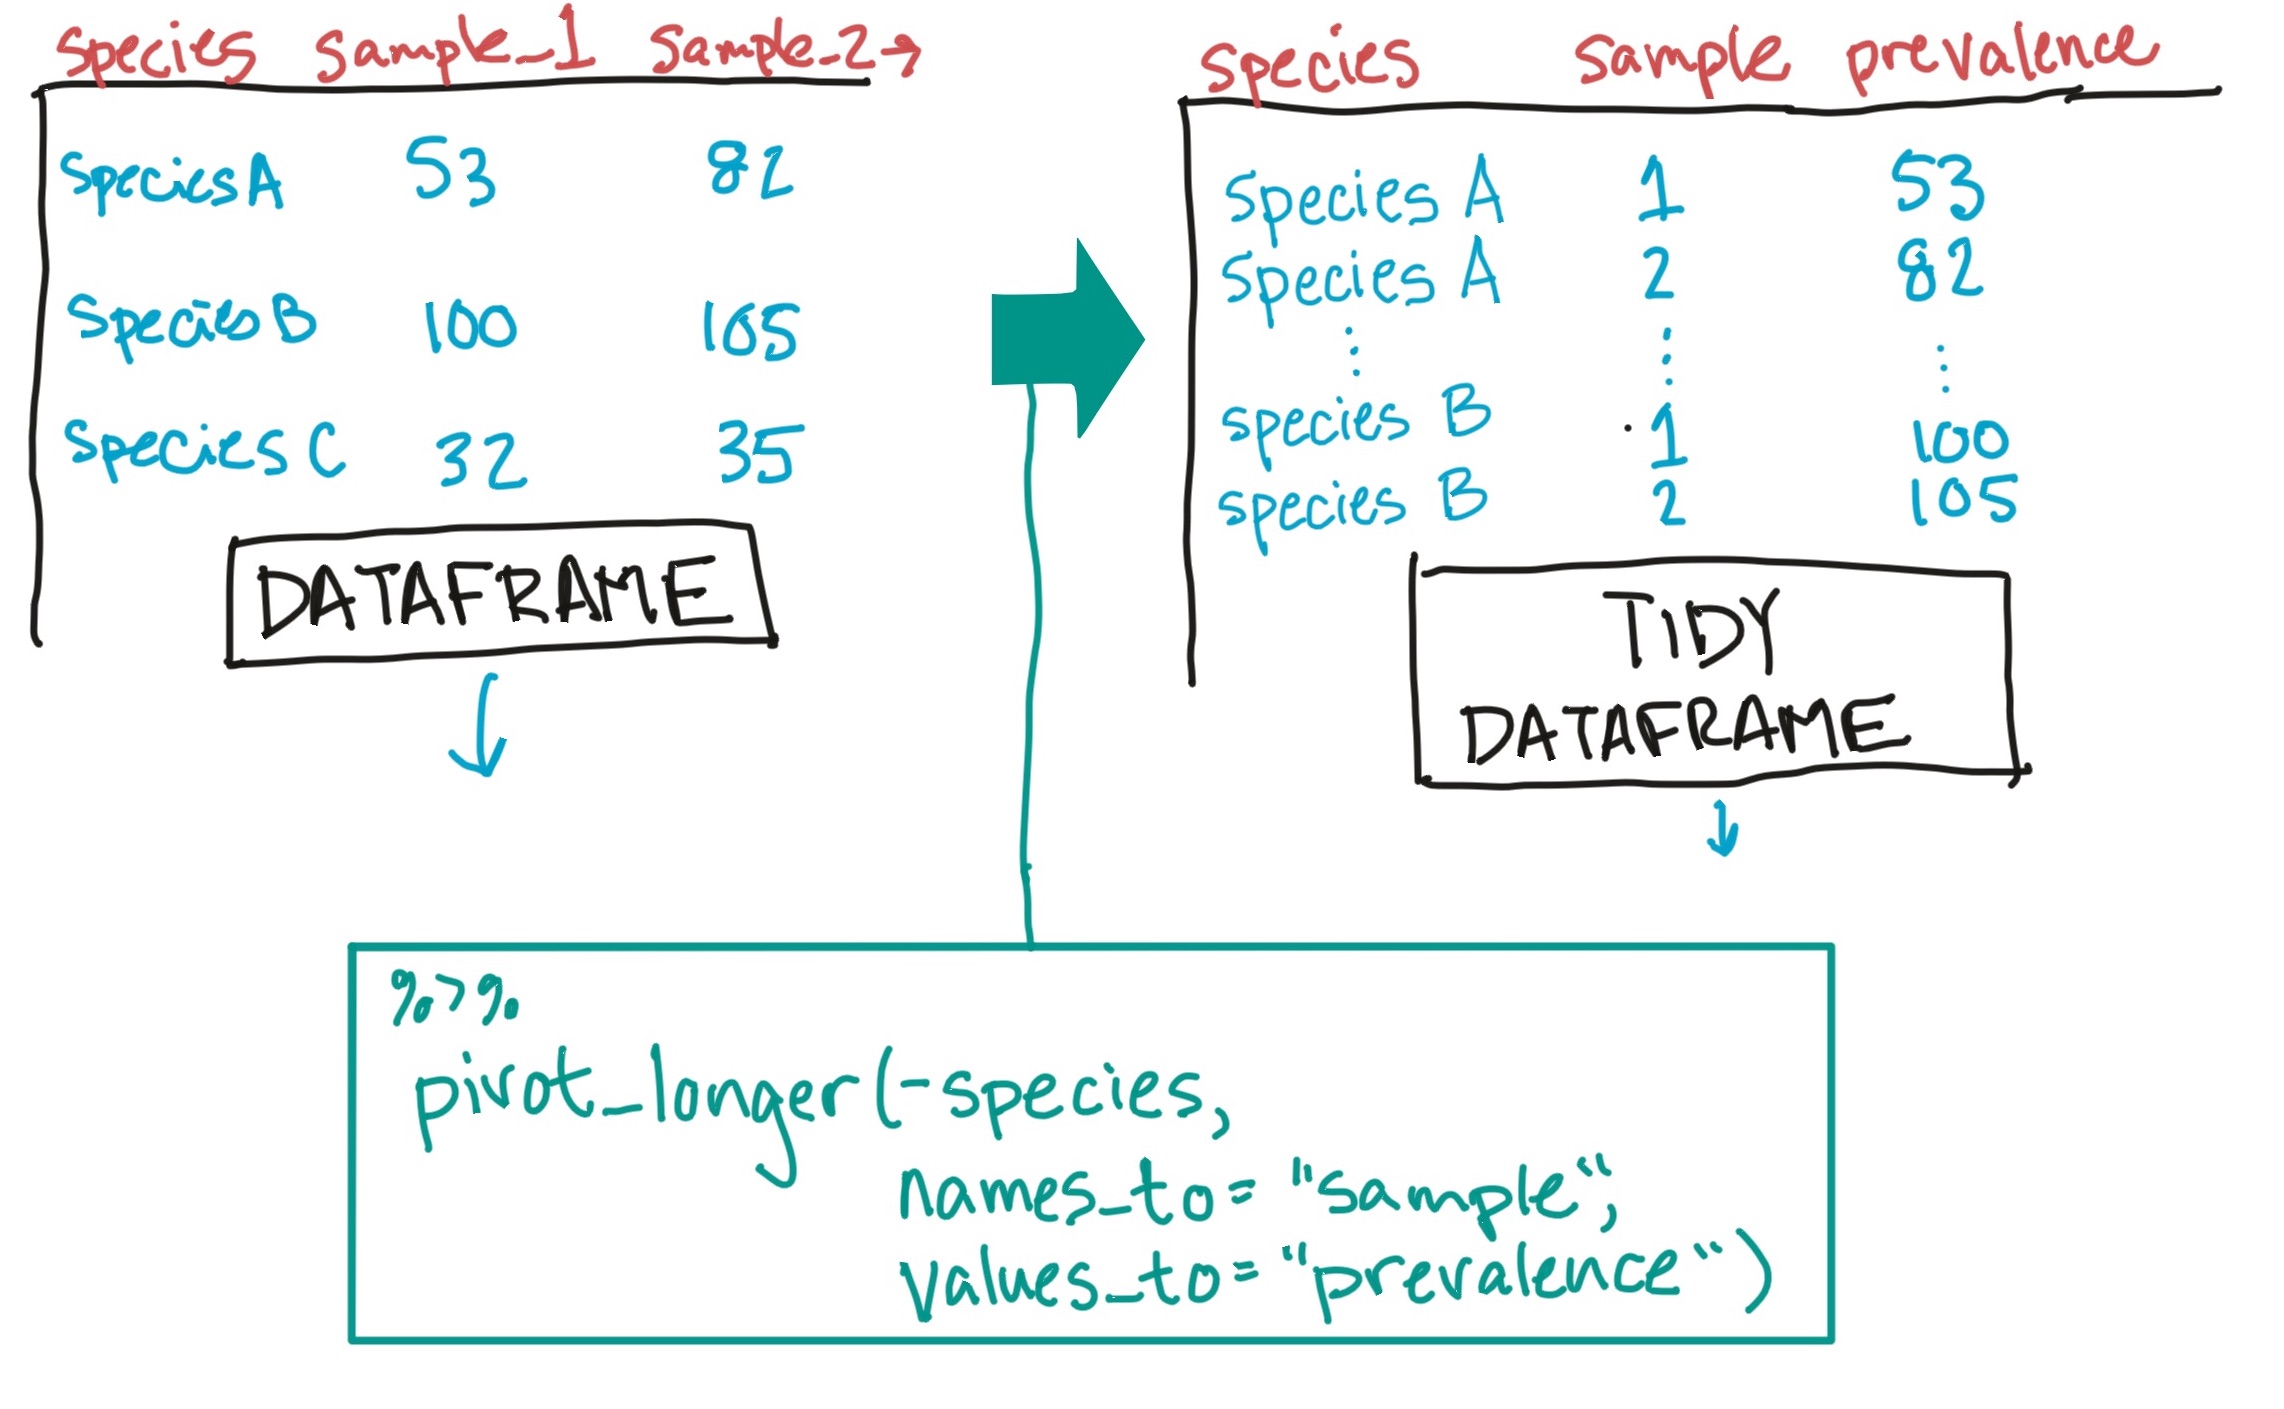 species sample_1 sample_2 →
species A 53 82
species B 100 105
species C 32 35
DATAFRAME
species sample prevalence
species A 1 53
species A 2 82
⋮ ⋮ ⋮
species B 1 100
species B 2 105
TIDY
DATAFRAME
%>%
pivot_longer(-species,
names_to = "sample",
values_to = "prevalence")